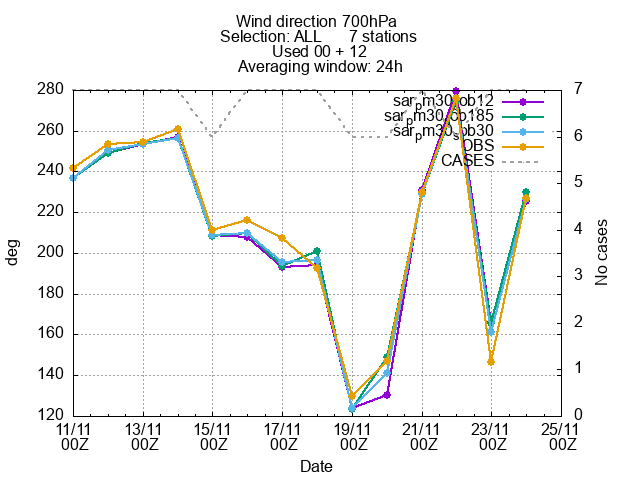 Wind direction 700hPa
Selection: ALL 7 stations
Used 00 + 12
Averaging window: 24h
280
260
240
220
200
180
160
140
120
7
6
5
4
3
2
1
0
OBS
CASES
deg
No cases
11/11 13/11 15/11 17/11 19/11 21/11 23/11 25/11
00Z 00Z 00Z 00Z 00Z 00Z 00Z 00Z
Date